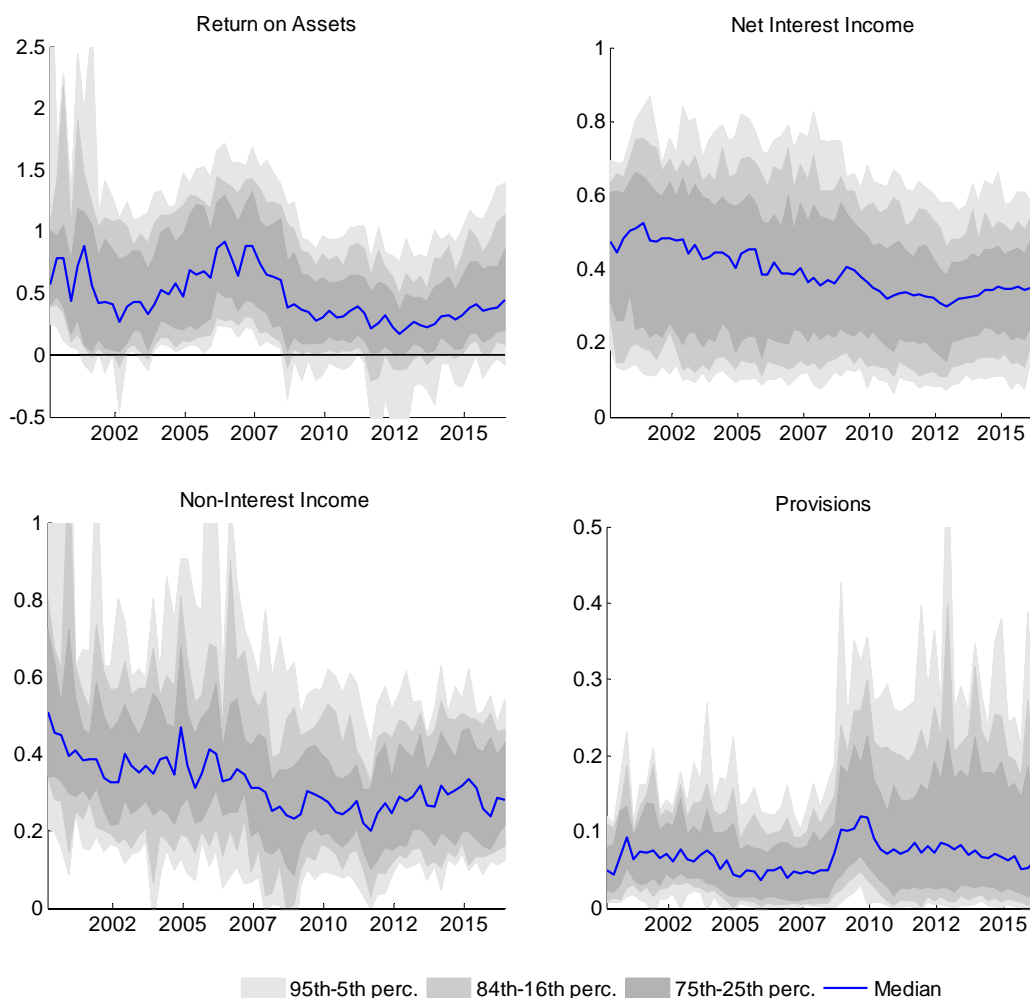 Return on Assets
2.5
2
1.5
1
0.5
0
-0.5
2002 2005 2007 2010 2012 2015
Net Interest Income
1
0.8
0.6
0.4
0.2
0
2002 2005 2007 2010 2012 2015
Non-Interest Income
1
0.8
0.6
0.4
0.2
0
2002 2005 2007 2010 2012 2015
Provisions
0.5
0.4
0.3
0.2
0.1
0
2002 2005 2007 2010 2012 2015
95th-5th perc. 84th-16th perc. 75th-25th perc. Median